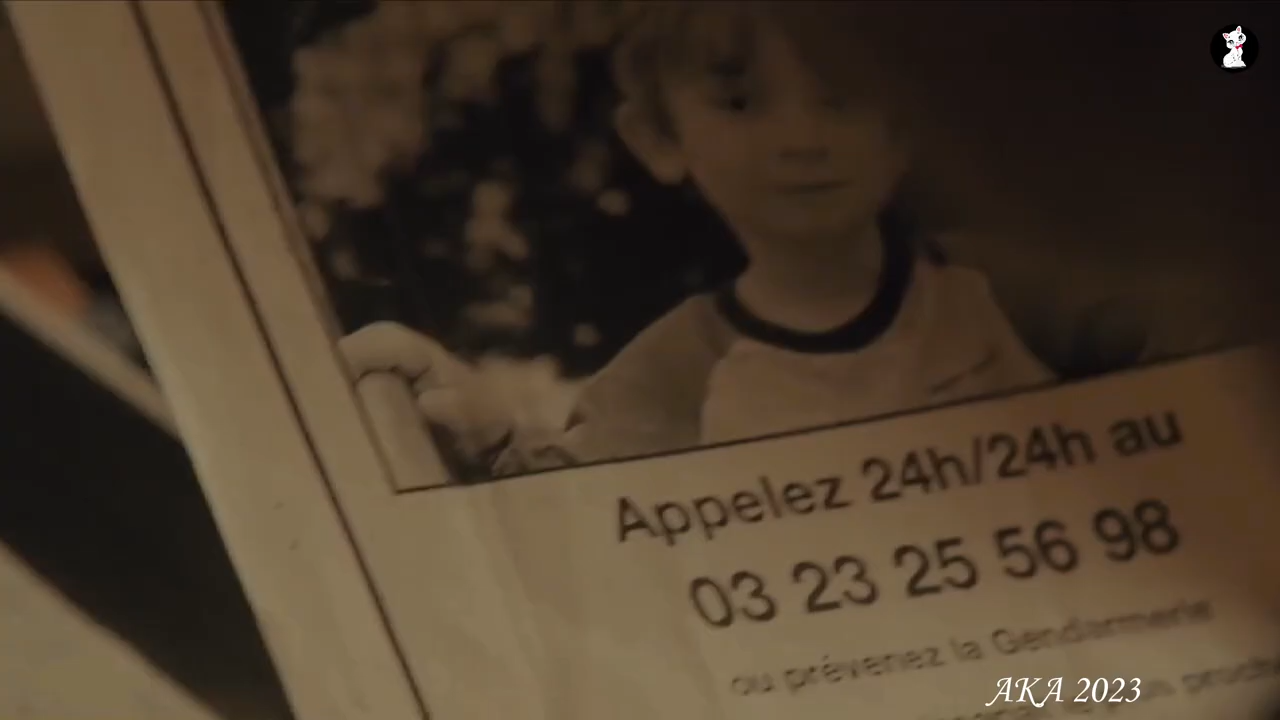 Appelez 24h/24h au
03 23 25 56 98
ou prévenez la Gendarmerie
AKA 2023